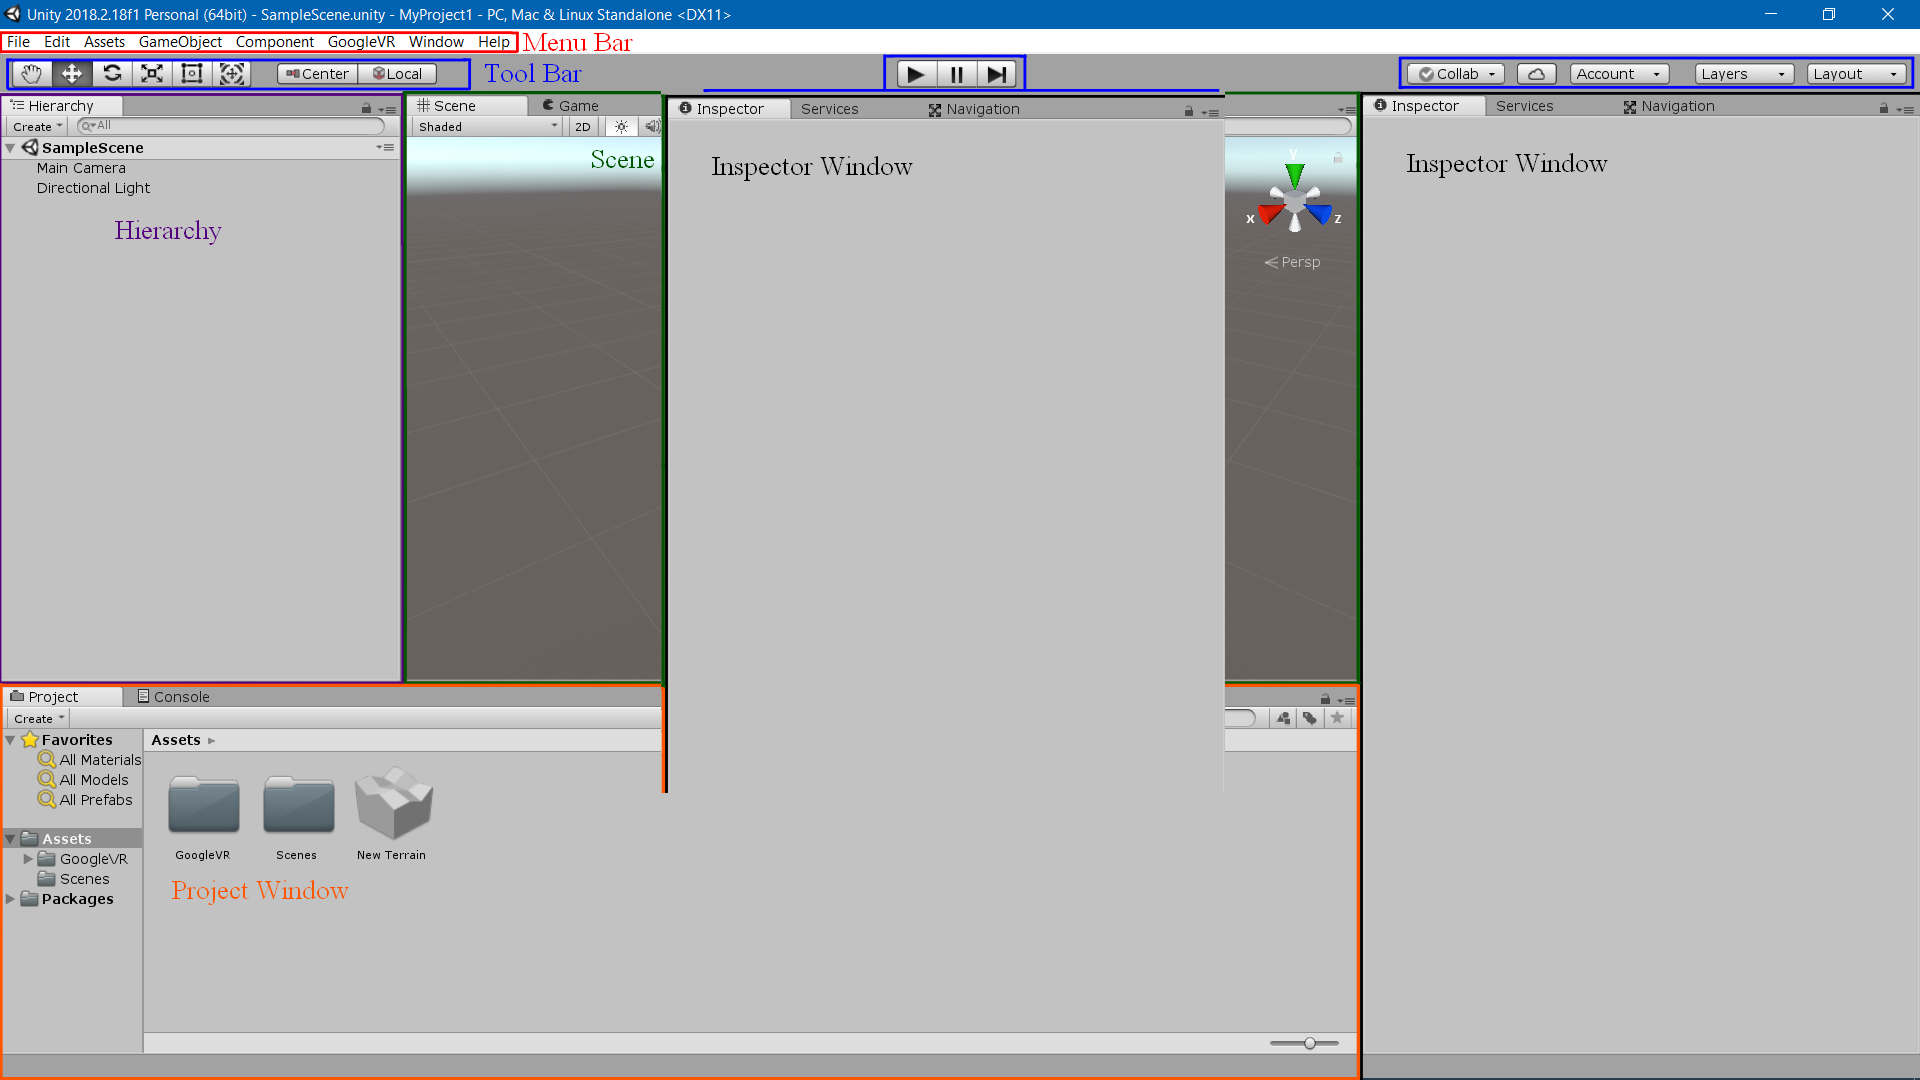 Unity 2018.2.18f1 Personal (64bit) - SampleScene.unity - MyProject1 - PC, Mac & Linux Standalone <DX11>
File Edit Assets GameObject Component GoogleVR Window Help Menu Bar
Center Local Tool Bar Collab Account Layers Layout
Hierarchy Scene Game Inspector Services Navigation Inspector Services Navigation
Create All Shaded 2D
SampleScene Scene Inspector Window y Inspector Window
Main Camera
Directional Light
x z
Hierarchy
Persp
Project Console
Create
Favorites Assets
All Materials
All Models
All Prefabs
Assets
GoogleVR GoogleVR Scenes New Terrain
Scenes
Packages Project Window